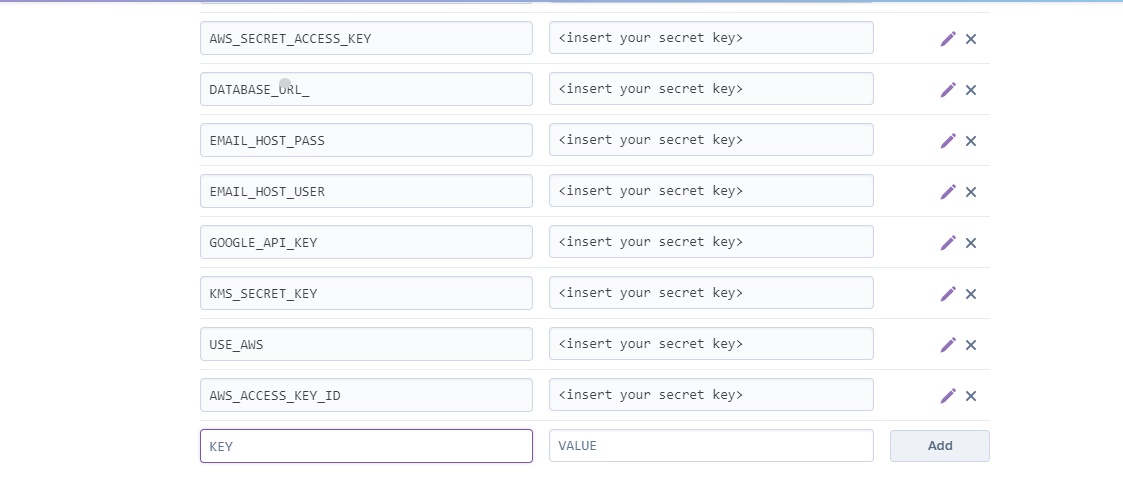 AWS_SECRET_ACCESS_KEY <insert your secret key>
DATABASE_URL_ <insert your secret key>
EMAIL_HOST_PASS <insert your secret key>
EMAIL_HOST_USER <insert your secret key>
GOOGLE_API_KEY <insert your secret key>
KMS_SECRET_KEY <insert your secret key>
USE_AWS <insert your secret key>
AWS_ACCESS_KEY_ID <insert your secret key>
KEY VALUE Add